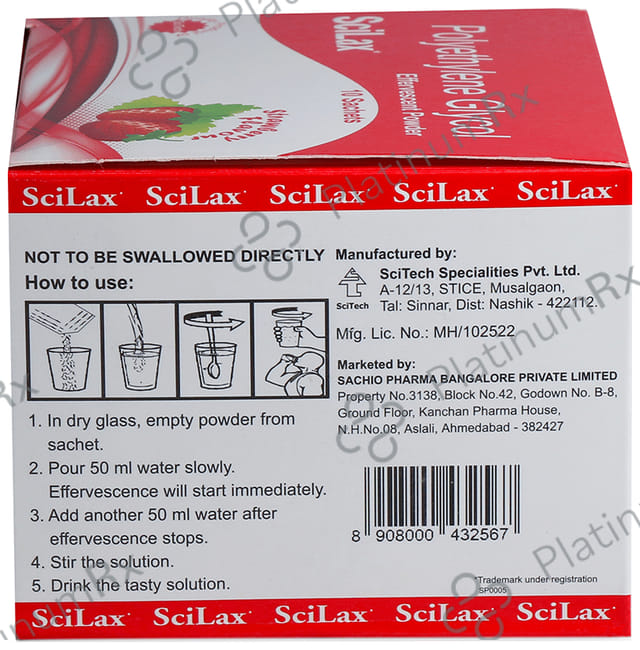 Polyethylene Glycol
Effervescent Powder
SciLax*
10 Sachets
Strawberry
Flavour
SciLax* SciLax* SciLax* SciLax* SciLax*
NOT TO BE SWALLOWED DIRECTLY
How to use:
1. In dry glass, empty powder from
sachet.
2. Pour 50 ml water slowly.
Effervescence will start immediately.
3. Add another 50 ml water after
effervescence stops.
4. Stir the solution.
5. Drink the tasty solution.
Manufactured by:
SciTech
SciTech Specialities Pvt. Ltd.
A-12/13, STICE, Musalgaon,
Tal: Sinnar, Dist: Nashik - 422112.
Mfg. Lic. No.: MH/102522
Marketed by:
SACHIO PHARMA BANGALORE PRIVATE LIMITED
Property No.3138, Block No.42, Godown No. B-8,
Ground Floor, Kanchan Pharma House,
N.H.No.08, Aslali, Ahmedabad - 382427
8 908000 432567
*Trademark under registration
SP0005
SciLax* SciLax* SciLax* SciLax* SciLax*
PlatinumRx
PlatinumRx
PlatinumRx
PlatinumRx